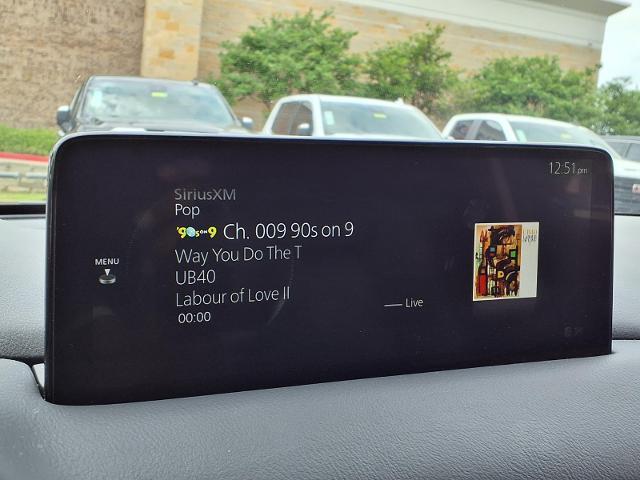 12:51 pm
SiriusXM
Pop
'90s on 9 Ch. 009 90s on 9
Way You Do The T
UB40
Labour of Love II
00:00
Live
MENU